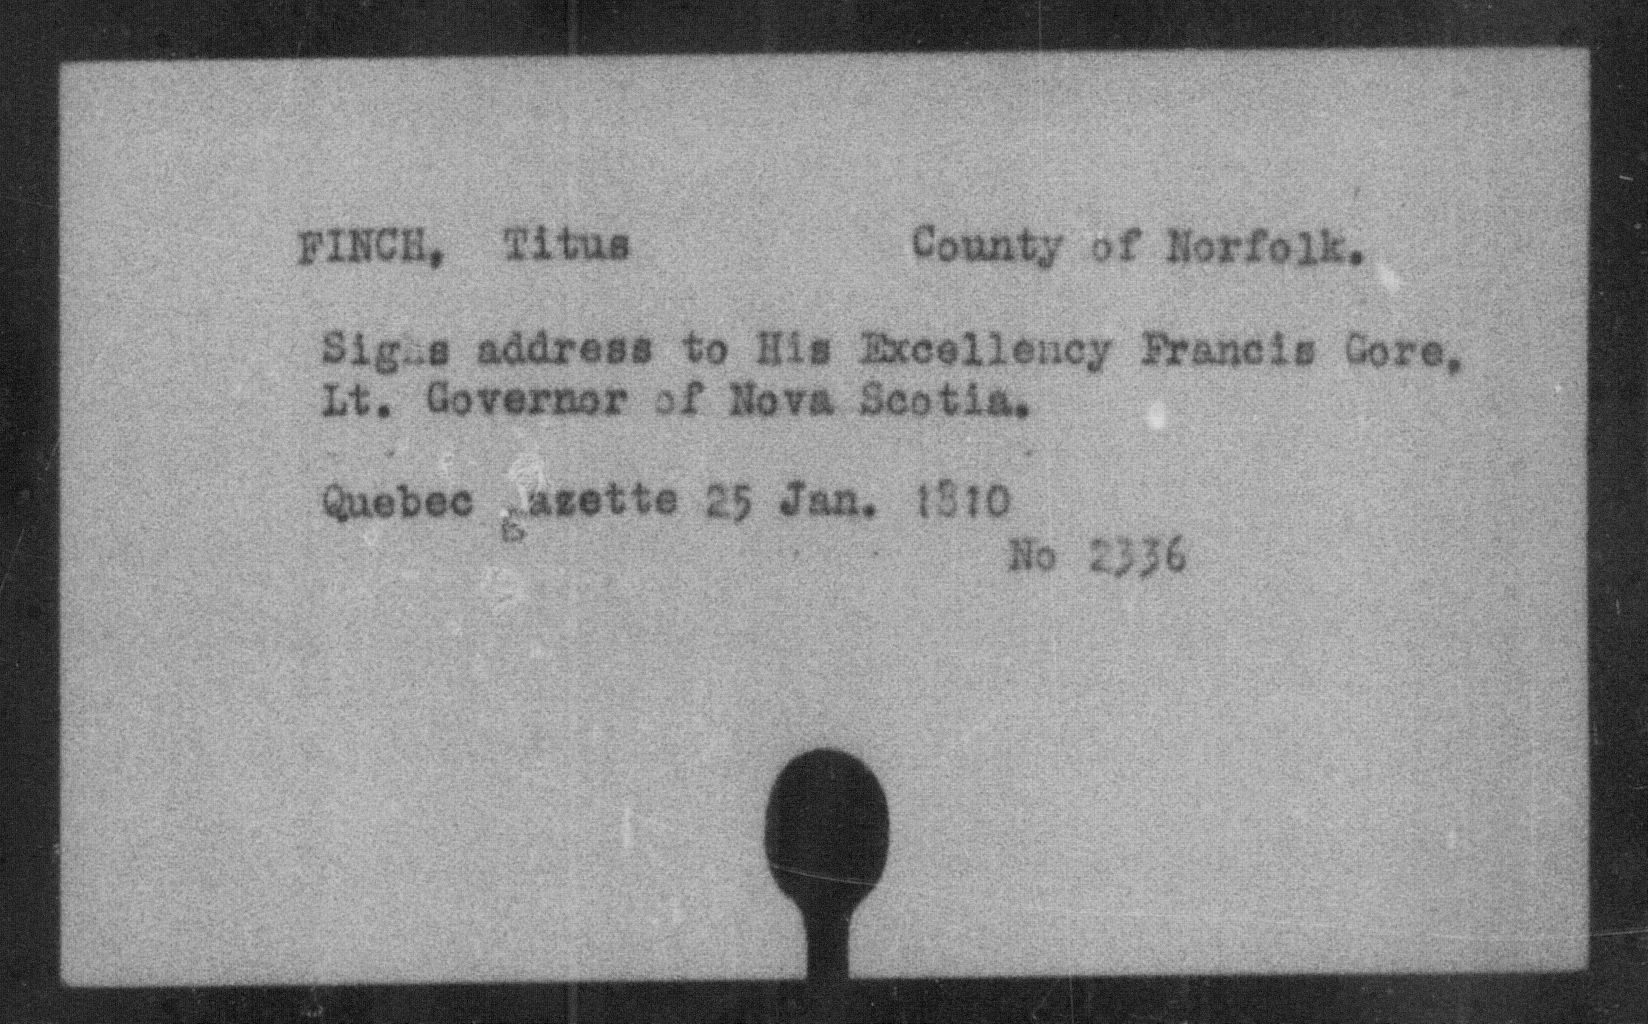 FINCH, Titus County of Norfolk.
Signs address to His Excellency Francis Gore,
Lt. Governor of Nova Scotia.
Quebec gazette 25 Jan. 1810
No 2336